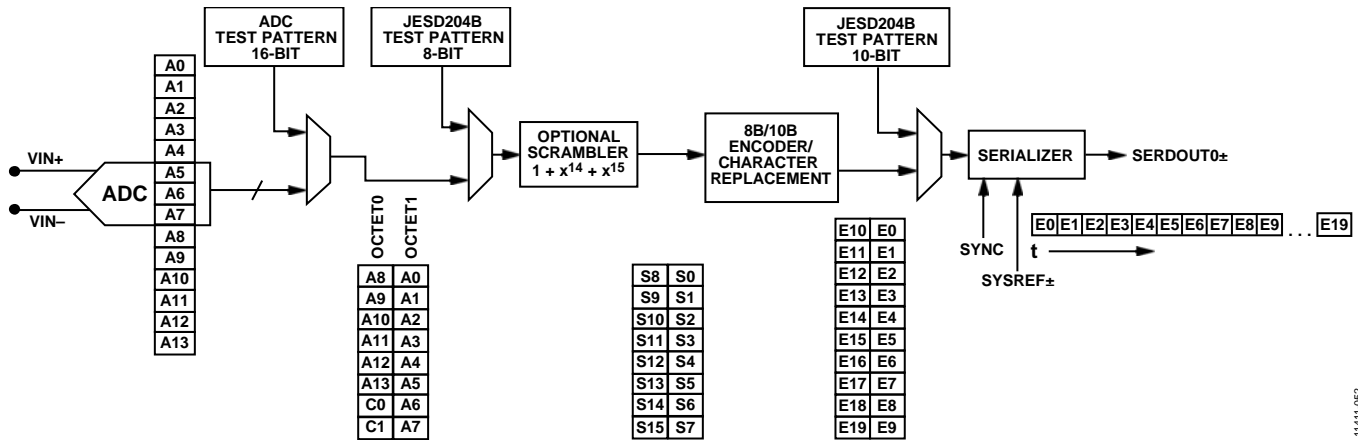 ADC
TEST PATTERN
16-BIT
JESD204B
TEST PATTERN
8-BIT
JESD204B
TEST PATTERN
10-BIT
A0
A1
A2
A3
A4
A5
A6
A7
A8
A9
A10
A11
A12
A13
VIN+
ADC
VIN–
OCTET0
OCTET1
A8 A0
A9 A1
A10 A2
A11 A3
A12 A4
A13 A5
C0 A6
C1 A7
OPTIONAL
SCRAMBLER
1 + x¹⁴ + x¹⁵
S8 S0
S9 S1
S10 S2
S11 S3
S12 S4
S13 S5
S14 S6
S15 S7
8B/10B
ENCODER/
CHARACTER
REPLACEMENT
E10 E0
E11 E1
E12 E2
E13 E3
E14 E4
E15 E5
E16 E6
E17 E7
E18 E8
E19 E9
SERIALIZER
SERDOUT0±
SYNC
SYSREF±
E0 E1 E2 E3 E4 E5 E6 E7 E8 E9 . . . E19
t
11411-052